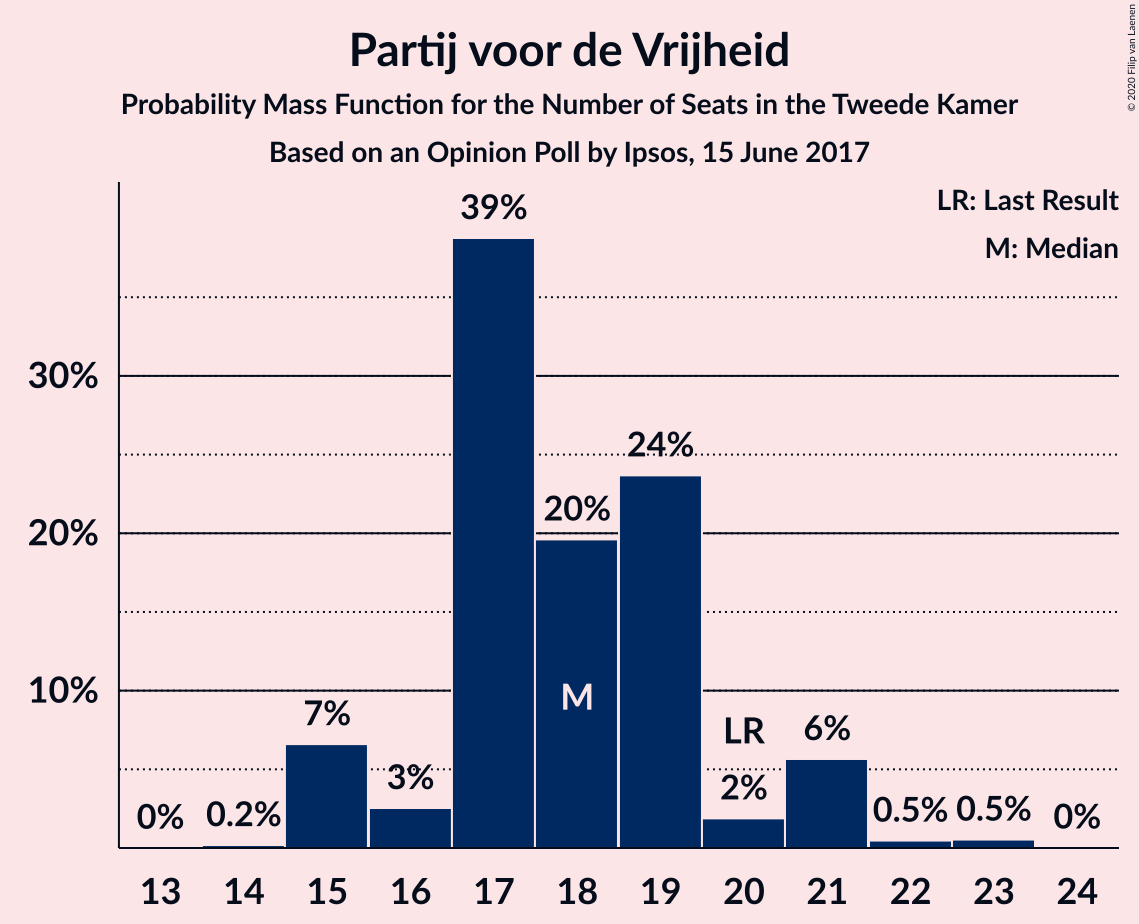 Partij voor de Vrijheid
Probability Mass Function for the Number of Seats in the Tweede Kamer
Based on an Opinion Poll by Ipsos, 15 June 2017
© 2020 Filip van Laenen
LR: Last Result
M: Median
39%
30%
24%
20%
20%
10%
M
7%
LR
6%
3%
2%
0%
0.2%
0.5%
0.5%
0%
13 14 15 16 17 18 19 20 21 22 23 24